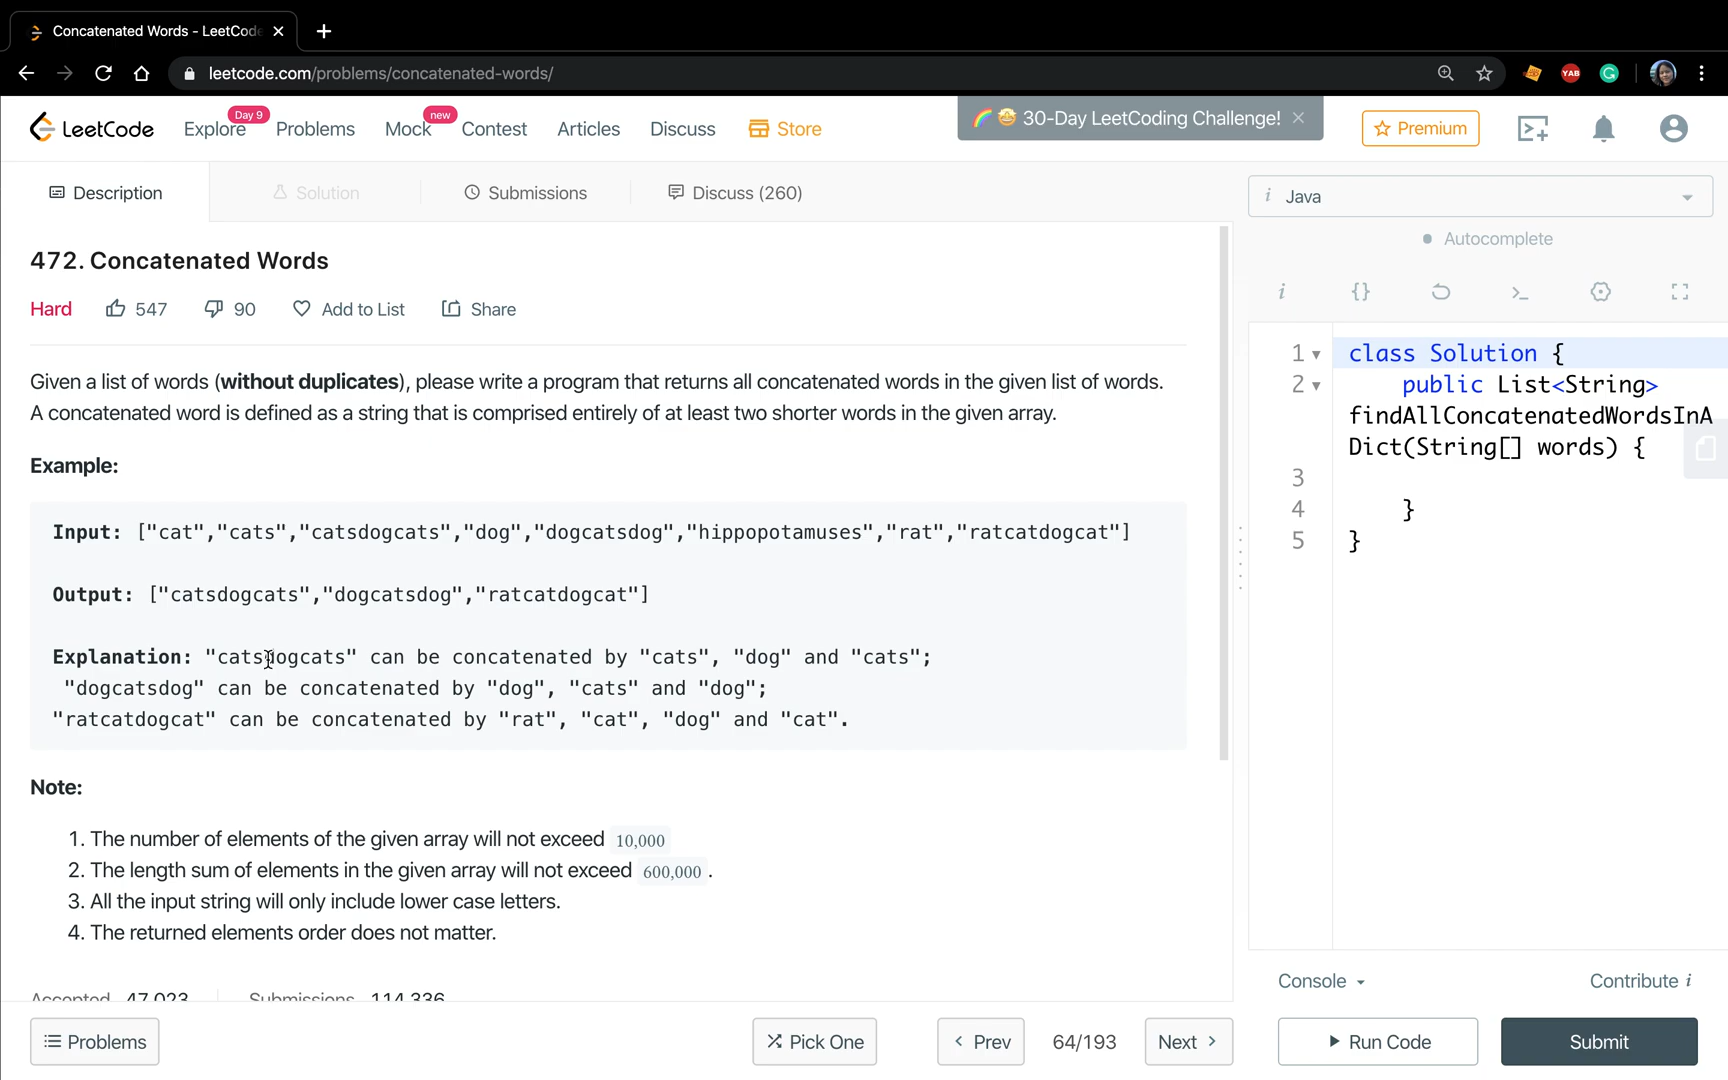 Concatenated Words - LeetCode
leetcode.com/problems/concatenated-words/
YAB
LeetCode
Explore
Day 9
Problems
Mock
new
Contest
Articles
Discuss
Store
30-Day LeetCoding Challenge!
Premium
Description
Solution
Submissions
Discuss (260)
Java
Autocomplete
472. Concatenated Words
Hard
547
90
Add to List
Share
Given a list of words (without duplicates), please write a program that returns all concatenated words in the given list of words.
A concatenated word is defined as a string that is comprised entirely of at least two shorter words in the given array.
Example:
Input: ["cat","cats","catsdogcats","dog","dogcatsdog","hippopotamuses","rat","ratcatdogcat"]
Output: ["catsdogcats","dogcatsdog","ratcatdogcat"]
Explanation: "catsdogcats" can be concatenated by "cats", "dog" and "cats";
"dogcatsdog" can be concatenated by "dog", "cats" and "dog";
"ratcatdogcat" can be concatenated by "rat", "cat", "dog" and "cat".
Note:
1. The number of elements of the given array will not exceed 10,000
2. The length sum of elements in the given array will not exceed 600,000 .
3. All the input string will only include lower case letters.
4. The returned elements order does not matter.
Accepted 47,023
Submissions 114,336
1 class Solution {
2 public List<String>
findAllConcatenatedWordsInA
Dict(String[] words) {
3
4 }
5 }
Console
Contribute i
Problems
Pick One
Prev
64/193
Next
Run Code
Submit